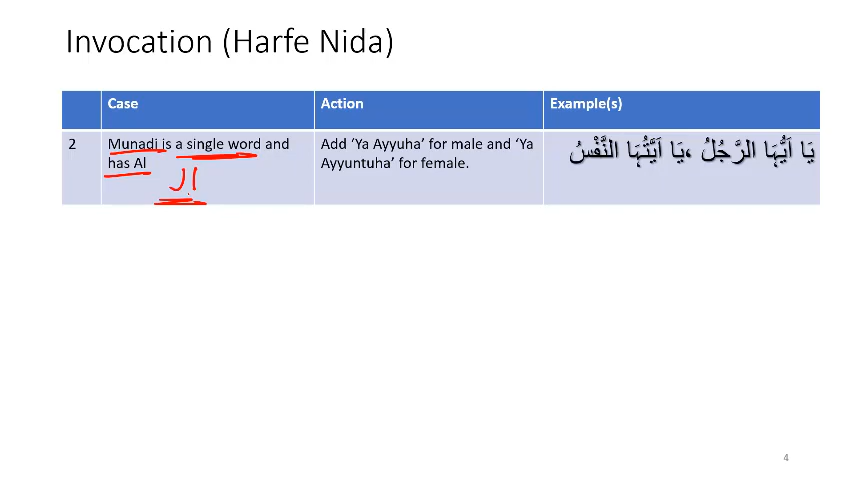 Invocation (Harfe Nida)
Case Action Example(s)
2 Munadi is a single word and has Al
ال
Add ‘Ya Ayyuha’ for male and ‘Ya Ayyuntuha’ for female.
يَا اَيُّهَا الرَّجُلُ، يَا اَيَّتُهَا النَّفْسُ
4